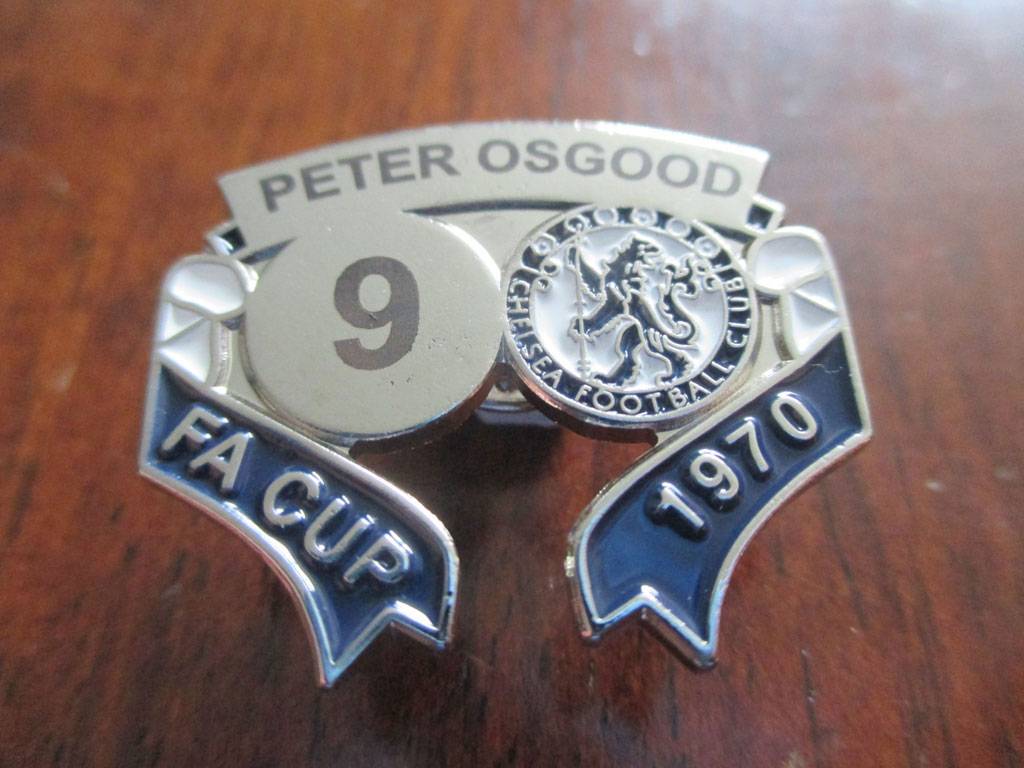 PETER OSGOOD
9
CHELSEA FOOTBALL CLUB
FA CUP
1970